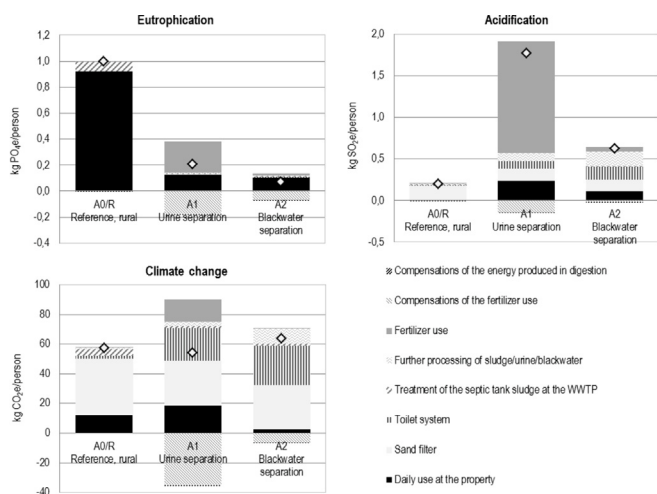 Eutrophication
kg PO4e/person
1,2
1,0
0,8
0,6
0,4
0,2
0,0
-0,2
-0,4
A0/R
Reference, rural
A1
Urine separation
A2
Blackwater
separation
Acidification
kg SO2e/person
2,0
1,5
1,0
0,5
0,0
-0,5
A0/R
Reference, rural
A1
Urine separation
A2
Blackwater
separation
Climate change
kg CO2e/person
100
80
60
40
20
0
-20
-40
A0/R
Reference, rural
A1
Urine separation
A2
Blackwater
separation
Compensations of the energy produced in digestion
Compensations of the fertilizer use
Fertilizer use
Further processing of sludge/urine/blackwater
Treatment of the septic tank sludge at the WWTP
Toilet system
Sand filter
Daily use at the property